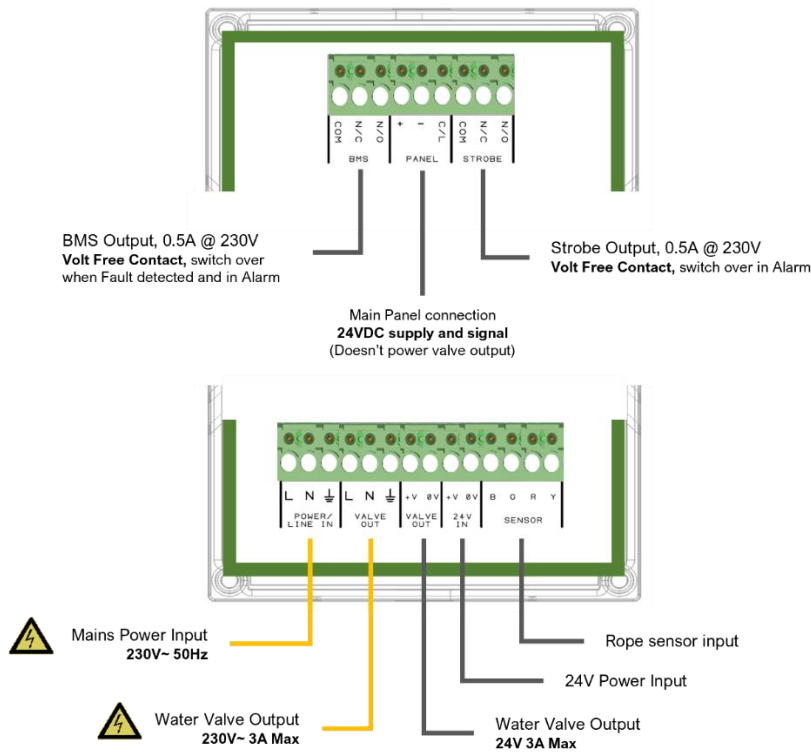 COM N/C N/O + - C/L COM N/C N/O
BMS PANEL STROBE
BMS Output, 0.5A @ 230V
Volt Free Contact, switch over
when Fault detected and in Alarm
Strobe Output, 0.5A @ 230V
Volt Free Contact, switch over in Alarm
Main Panel connection
24VDC supply and signal
(Doesn't power valve output)
L N ⏚ L N ⏚ +V 0V +V 0V B G R Y
POWER/
LINE IN
VALVE
OUT
VALVE
OUT
24V
IN
SENSOR
Mains Power Input
230V~ 50Hz
Rope sensor input
24V Power Input
Water Valve Output
230V~ 3A Max
Water Valve Output
24V 3A Max